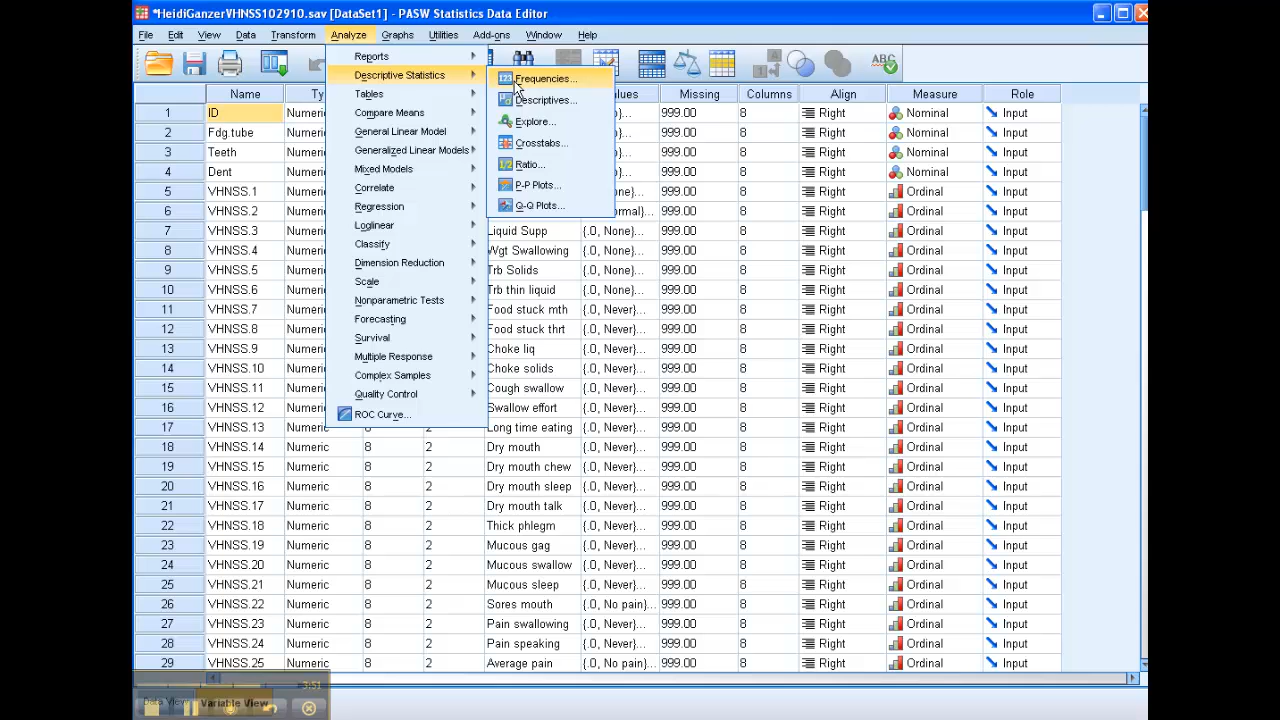 *HeidiGanzerVHNSS102910.sav [DataSet1] - PASW Statistics Data Editor
File Edit View Data Transform Analyze Graphs Utilities Add-ons Window Help
Reports
Descriptive Statistics
Tables
Compare Means
General Linear Model
Generalized Linear Models
Mixed Models
Correlate
Regression
Loglinear
Classify
Dimension Reduction
Scale
Nonparametric Tests
Forecasting
Survival
Multiple Response
Complex Samples
Quality Control
ROC Curve...
Frequencies...
Descriptives...
Explore...
Crosstabs...
Ratio...
P-P Plots...
Q-Q Plots...
ABC
Name Missing Columns Align Measure Role
1 ID Numeric 999.00 8 Right Nominal Input
2 Fdg.tube Numeric 999.00 8 Right Nominal Input
3 Teeth Numeric 999.00 8 Right Nominal Input
4 Dent Numeric 999.00 8 Right Nominal Input
5 VHNSS.1 Numeric 999.00 8 Right Ordinal Input
6 VHNSS.2 Numeric 999.00 8 Right Ordinal Input
7 VHNSS.3 Numeric Liquid Supp {.0, None}... 999.00 8 Right Ordinal Input
8 VHNSS.4 Numeric Wgt Swallowing {.0, None}... 999.00 8 Right Ordinal Input
9 VHNSS.5 Numeric Trb Solids {.0, None}... 999.00 8 Right Ordinal Input
10 VHNSS.6 Numeric Trb thin liquid {.0, None}... 999.00 8 Right Ordinal Input
11 VHNSS.7 Numeric Food stuck mth {.0, Never}... 999.00 8 Right Ordinal Input
12 VHNSS.8 Numeric Food stuck thrt {.0, Never}... 999.00 8 Right Ordinal Input
13 VHNSS.9 Numeric Choke liq {.0, Never}... 999.00 8 Right Ordinal Input
14 VHNSS.10 Numeric Choke solids {.0, Never}... 999.00 8 Right Ordinal Input
15 VHNSS.11 Numeric Cough swallow {.0, Never}... 999.00 8 Right Ordinal Input
16 VHNSS.12 Numeric Swallow effort {.0, Never}... 999.00 8 Right Ordinal Input
17 VHNSS.13 Numeric 8 2 Long time eating {.0, Never}... 999.00 8 Right Ordinal Input
18 VHNSS.14 Numeric 8 2 Dry mouth {.0, Never}... 999.00 8 Right Ordinal Input
19 VHNSS.15 Numeric 8 2 Dry mouth chew {.0, Never}... 999.00 8 Right Ordinal Input
20 VHNSS.16 Numeric 8 2 Dry mouth sleep {.0, Never}... 999.00 8 Right Ordinal Input
21 VHNSS.17 Numeric 8 2 Dry mouth talk {.0, Never}... 999.00 8 Right Ordinal Input
22 VHNSS.18 Numeric 8 2 Thick phlegm {.0, Never}... 999.00 8 Right Ordinal Input
23 VHNSS.19 Numeric 8 2 Mucous gag {.0, Never}... 999.00 8 Right Ordinal Input
24 VHNSS.20 Numeric 8 2 Mucous swallow {.0, Never}... 999.00 8 Right Ordinal Input
25 VHNSS.21 Numeric 8 2 Mucous sleep {.0, Never}... 999.00 8 Right Ordinal Input
26 VHNSS.22 Numeric 8 2 Sores mouth {.0, No pain}... 999.00 8 Right Ordinal Input
27 VHNSS.23 Numeric 8 2 Pain swallowing {.0, Never}... 999.00 8 Right Ordinal Input
28 VHNSS.24 Numeric 8 2 Pain speaking {.0, Never}... 999.00 8 Right Ordinal Input
29 VHNSS.25 Numeric 8 2 Average pain {.0, No pain}... 999.00 8 Right Ordinal Input
3:51
Data View Variable View